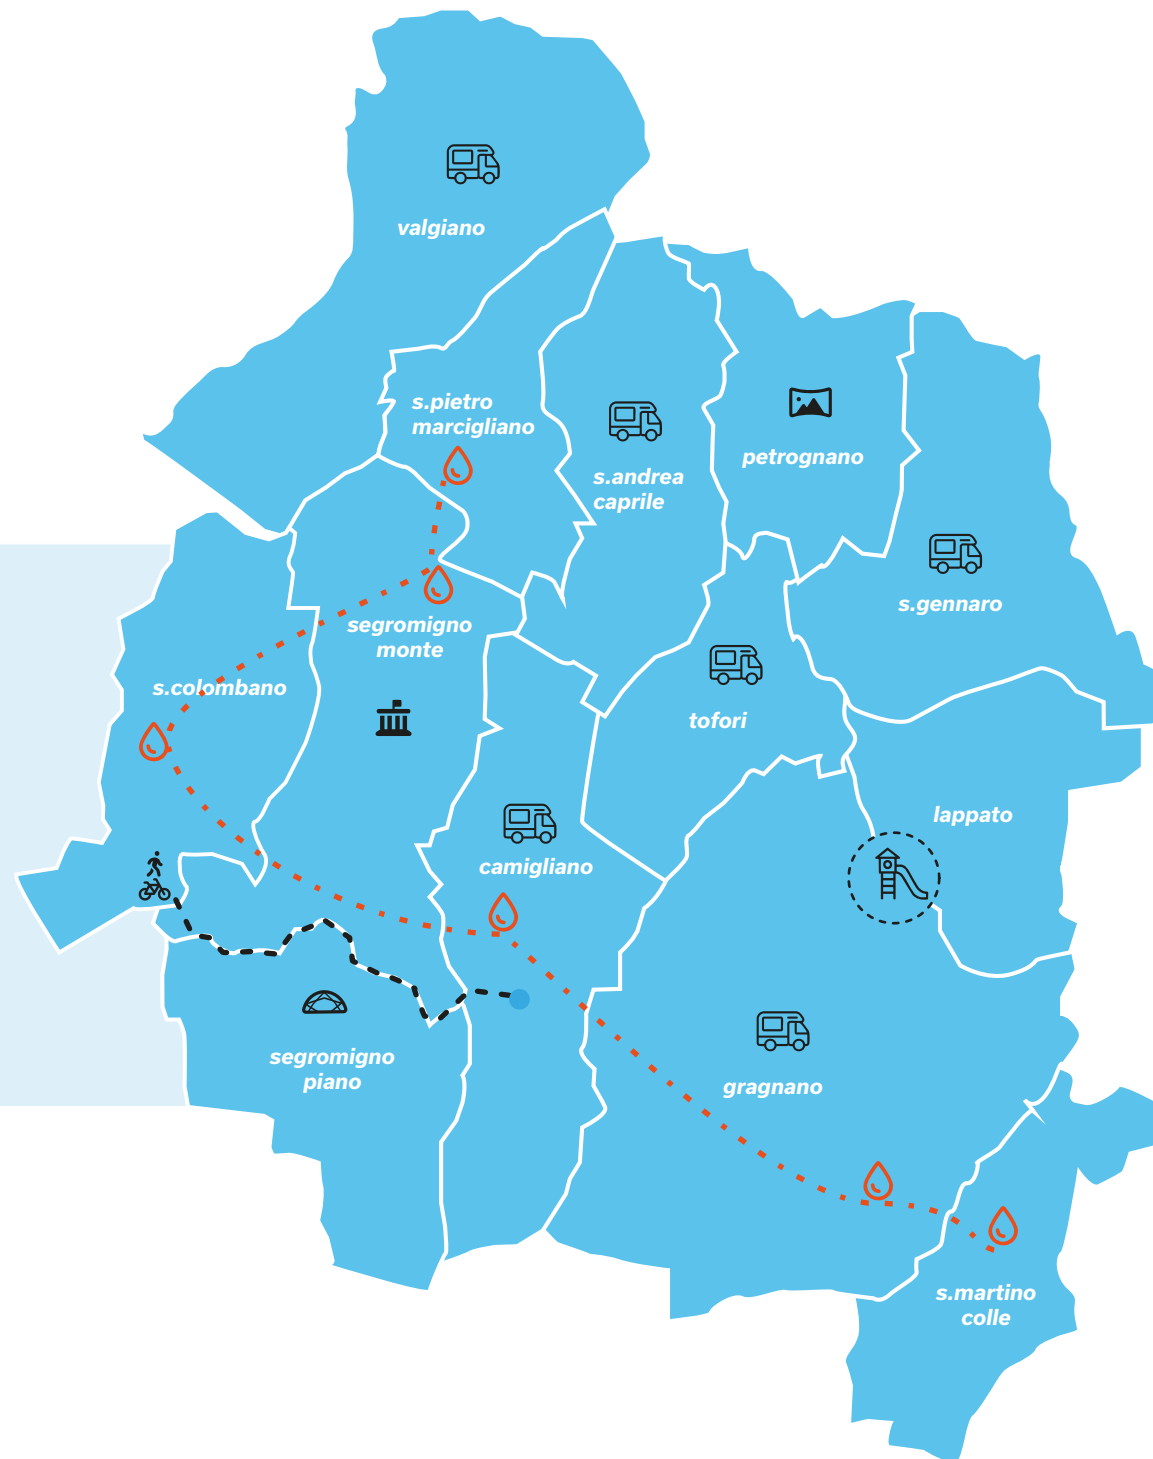 valgiano
s.pietro
marcigliano
s.andrea
caprile
petrognano
s.gennaro
segromigno
monte
s.colombano
tofori
lappato
camigliano
segromigno
piano
gragnano
s.martino
colle